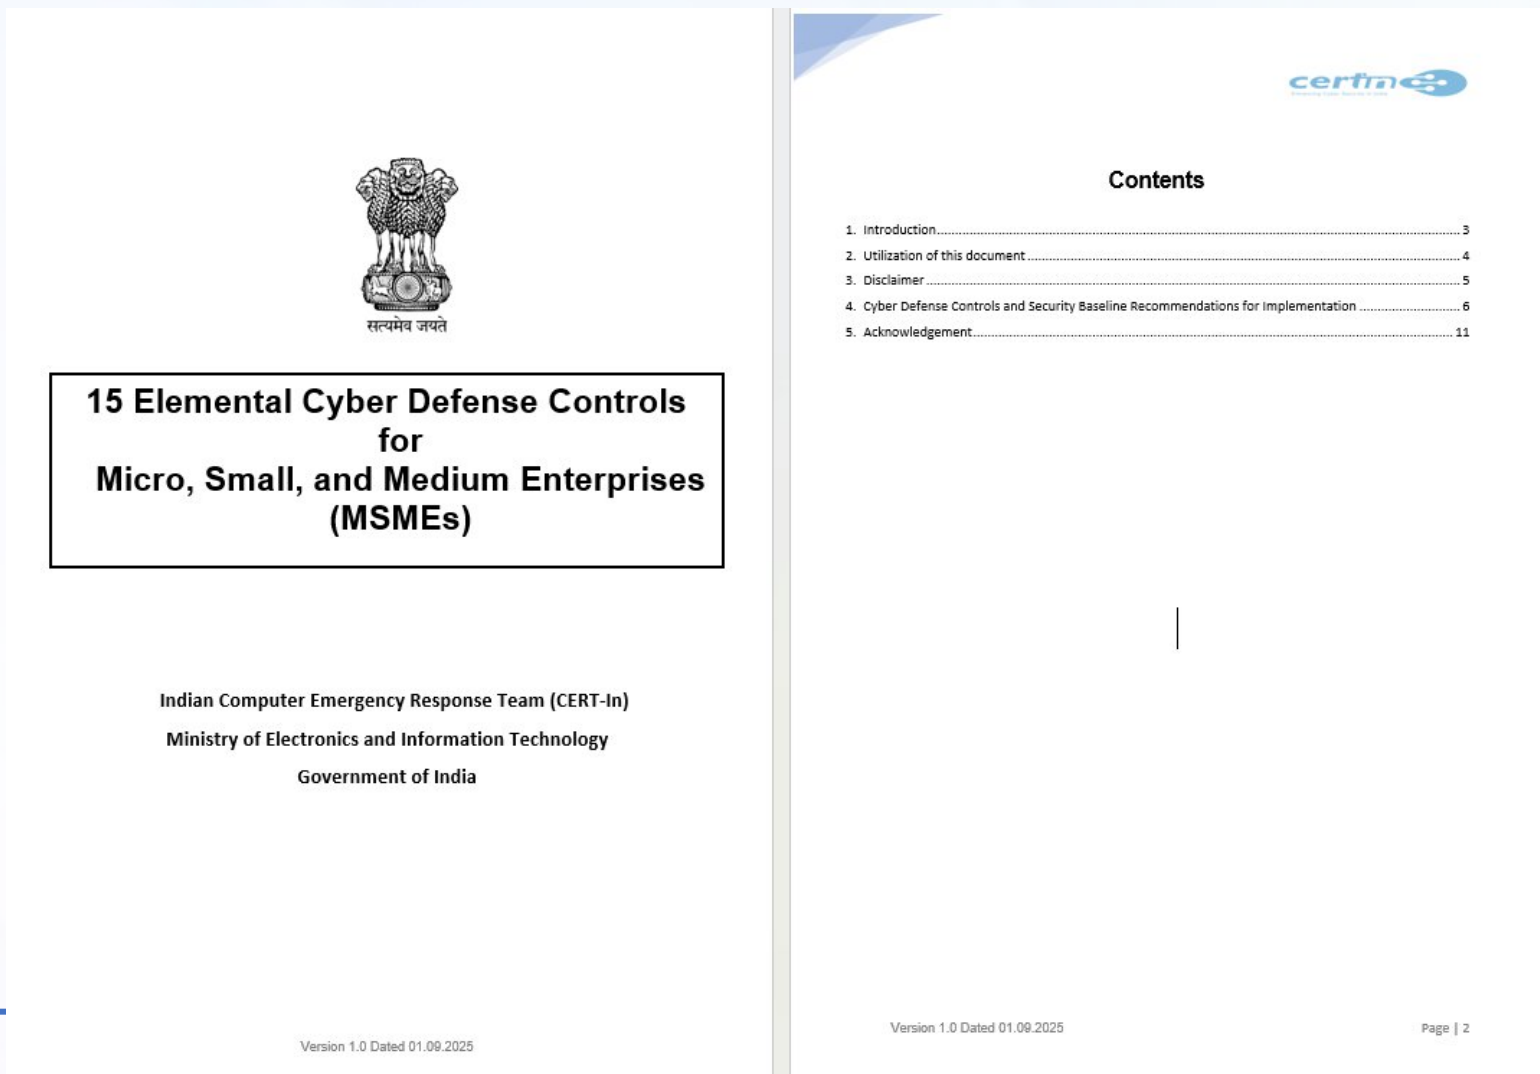 सत्यमेव जयते
15 Elemental Cyber Defense Controls
for
Micro, Small, and Medium Enterprises
(MSMEs)
Indian Computer Emergency Response Team (CERT-In)
Ministry of Electronics and Information Technology
Government of India
Version 1.0 Dated 01.09.2025
certin
Contents
1. Introduction 3
2. Utilization of this document 4
3. Disclaimer 5
4. Cyber Defense Controls and Security Baseline Recommendations for Implementation 6
5. Acknowledgement 11
Version 1.0 Dated 01.09.2025
Page | 2